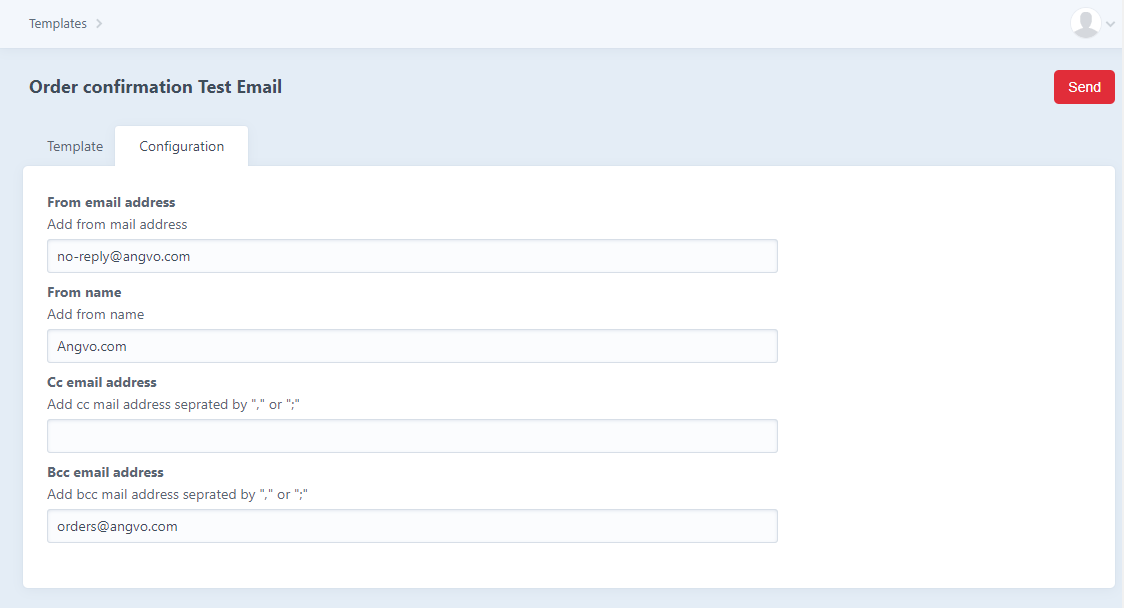 Templates
Order confirmation Test Email
Send
Template
Configuration
From email address
Add from mail address
no-reply@angvo.com
From name
Add from name
Angvo.com
Cc email address
Add cc mail address seprated by "," or ";"
Bcc email address
Add bcc mail address seprated by "," or ";"
orders@angvo.com